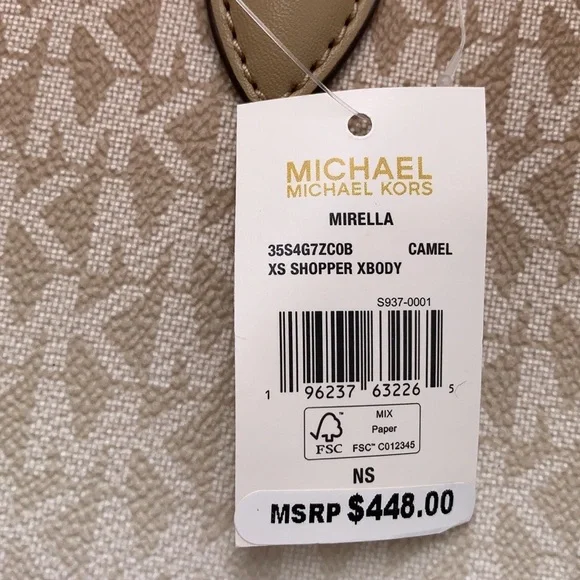 MICHAEL
MICHAEL KORS
MIRELLA
35S4G7ZC0B CAMEL
XS SHOPPER XBODY
S937-0001
1 96237 63226 5
FSC™ MIX
Paper
FSC™ C012345
NS
MSRP $448.00